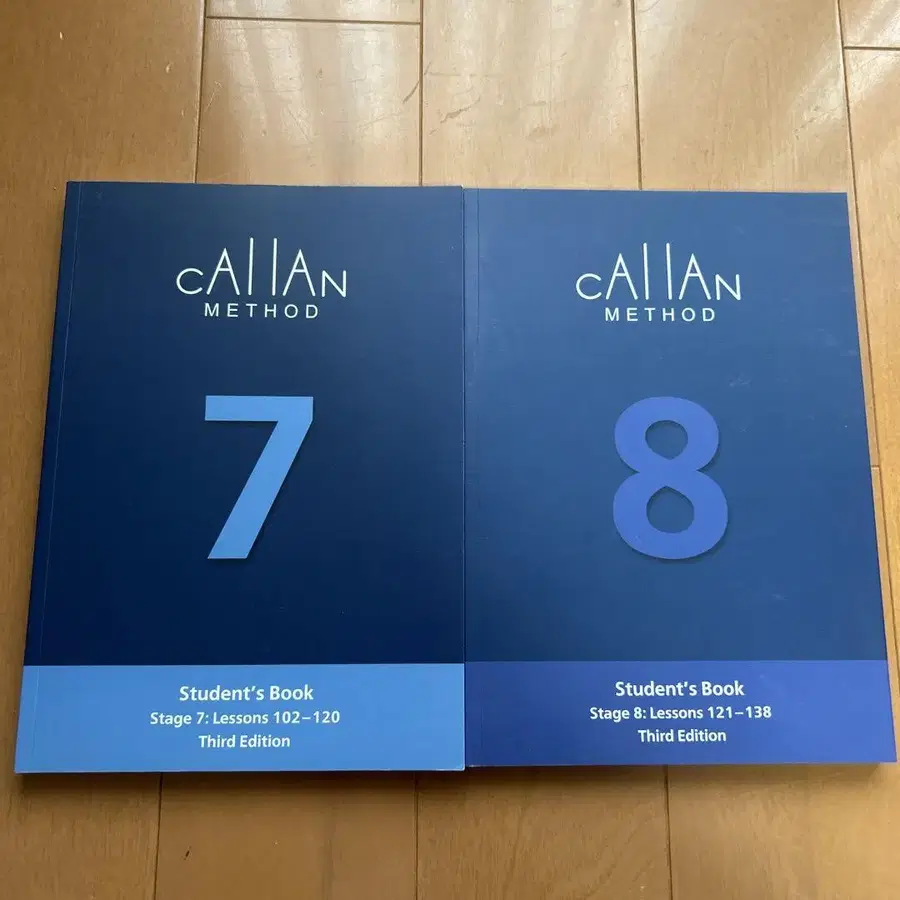 cAllAN
METHOD
7
Student's Book
Stage 7: Lessons 102–120
Third Edition
cAllAN
METHOD
8
Student's Book
Stage 8: Lessons 121–138
Third Edition